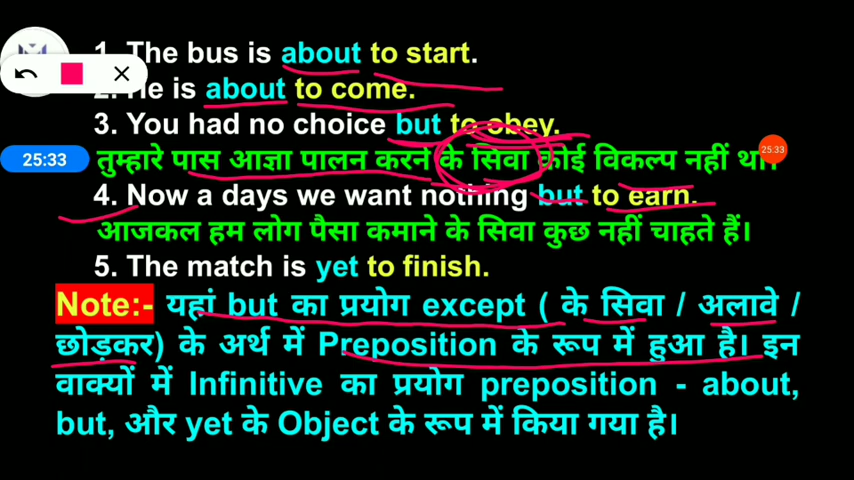 1. The bus is about to start.
2. He is about to come.
3. You had no choice but to obey.
25:33
तुम्हारे पास आज्ञा पालन करने के सिवा कोई विकल्प नहीं था।
25:33
4. Now a days we want nothing but to earn.
आजकल हम लोग पैसा कमाने के सिवा कुछ नहीं चाहते हैं।
5. The match is yet to finish.
Note:- यहां but का प्रयोग except ( के सिवा / अलावे /
छोड़कर) के अर्थ में Preposition के रूप में हुआ है। इन
वाक्यों में Infinitive का प्रयोग preposition - about,
but, और yet के Object के रूप में किया गया है।